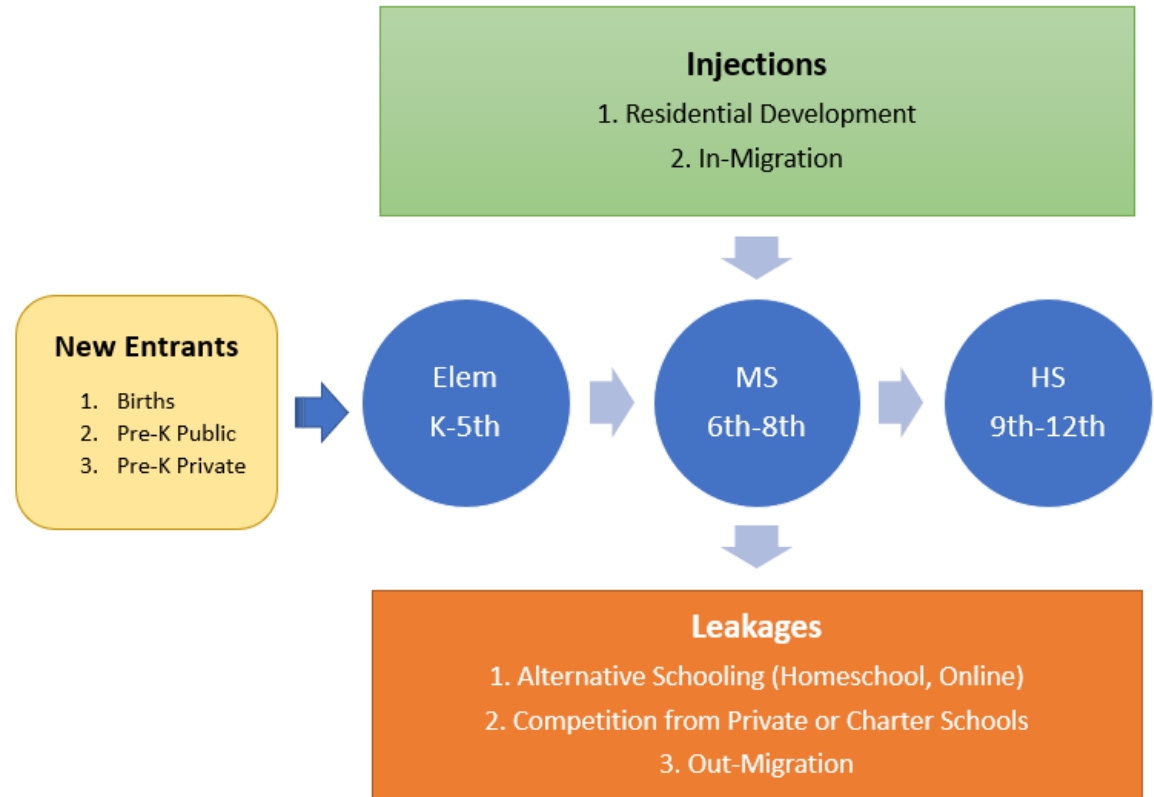 Injections
1. Residential Development
2. In-Migration
New Entrants
1. Births
2. Pre-K Public
3. Pre-K Private
Elem
K-5th
MS
6th-8th
HS
9th-12th
Leakages
1. Alternative Schooling (Homeschool, Online)
2. Competition from Private or Charter Schools
3. Out-Migration